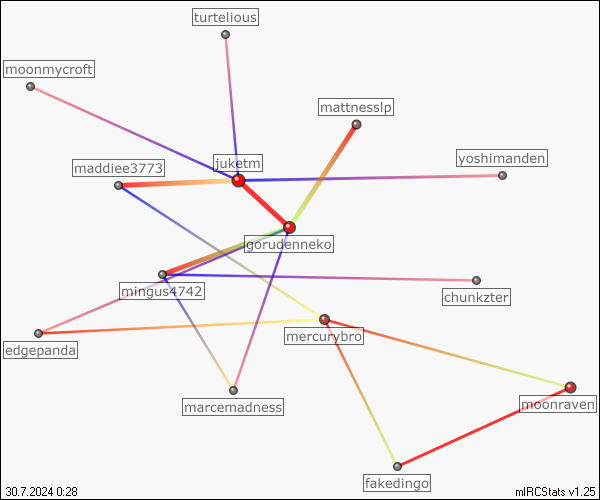 turtelious
moonmycroft
mattnesslp
yoshimanden
juketm
maddiee3773
gorudenneko
mingus4742
chunkzter
mercurybro
edgepanda
marcemadness
moonraven
fakedingo
30.7.2024 0:28
mIRCStats v1.25